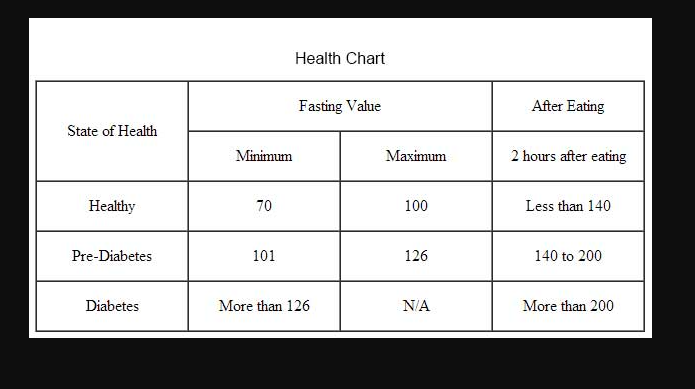 Health Chart
State of Health
Fasting Value
After Eating
Minimum
Maximum
2 hours after eating
Healthy
70
100
Less than 140
Pre-Diabetes
101
126
140 to 200
Diabetes
More than 126
N/A
More than 200